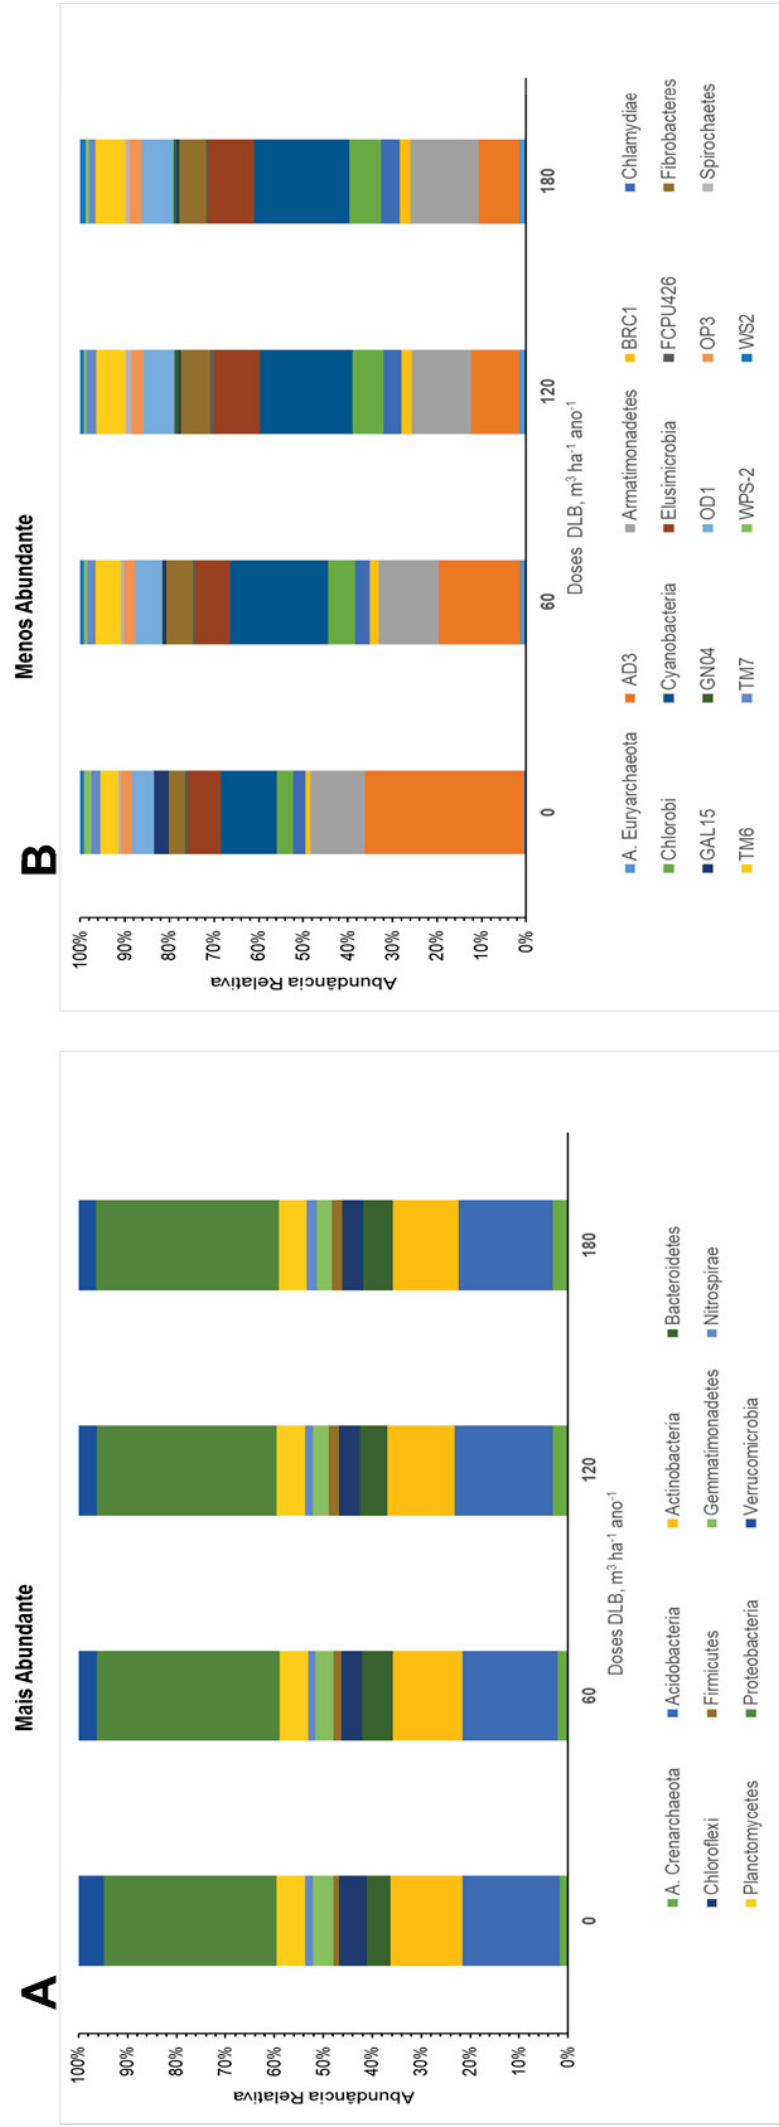 A
Mais Abundante
100%
90%
80%
70%
60%
50%
40%
30%
20%
10%
0%
Abundância Relativa
0
60
120
180
Doses DLB, m³ ha⁻¹ ano⁻¹
A. Crenarchaeota
Acidobacteria
Actinobacteria
Bacteroidetes
Chloroflexi
Firmicutes
Gemmatimonadetes
Nitrospirae
Planctomycetes
Proteobacteria
Verrucomicrobia
B
Menos Abundante
100%
90%
80%
70%
60%
50%
40%
30%
20%
10%
0%
Abundância Relativa
0
60
120
180
Doses DLB, m³ ha⁻¹ ano⁻¹
A. Euryarchaeota
AD3
Armatimonadetes
BRC1
Chlamydiae
Chlorobi
Cyanobacteria
Elusimicrobia
FCPU426
Fibrobacteres
GAL15
GN04
OD1
OP3
Spirochaetes
TM6
TM7
WPS-2
WS2